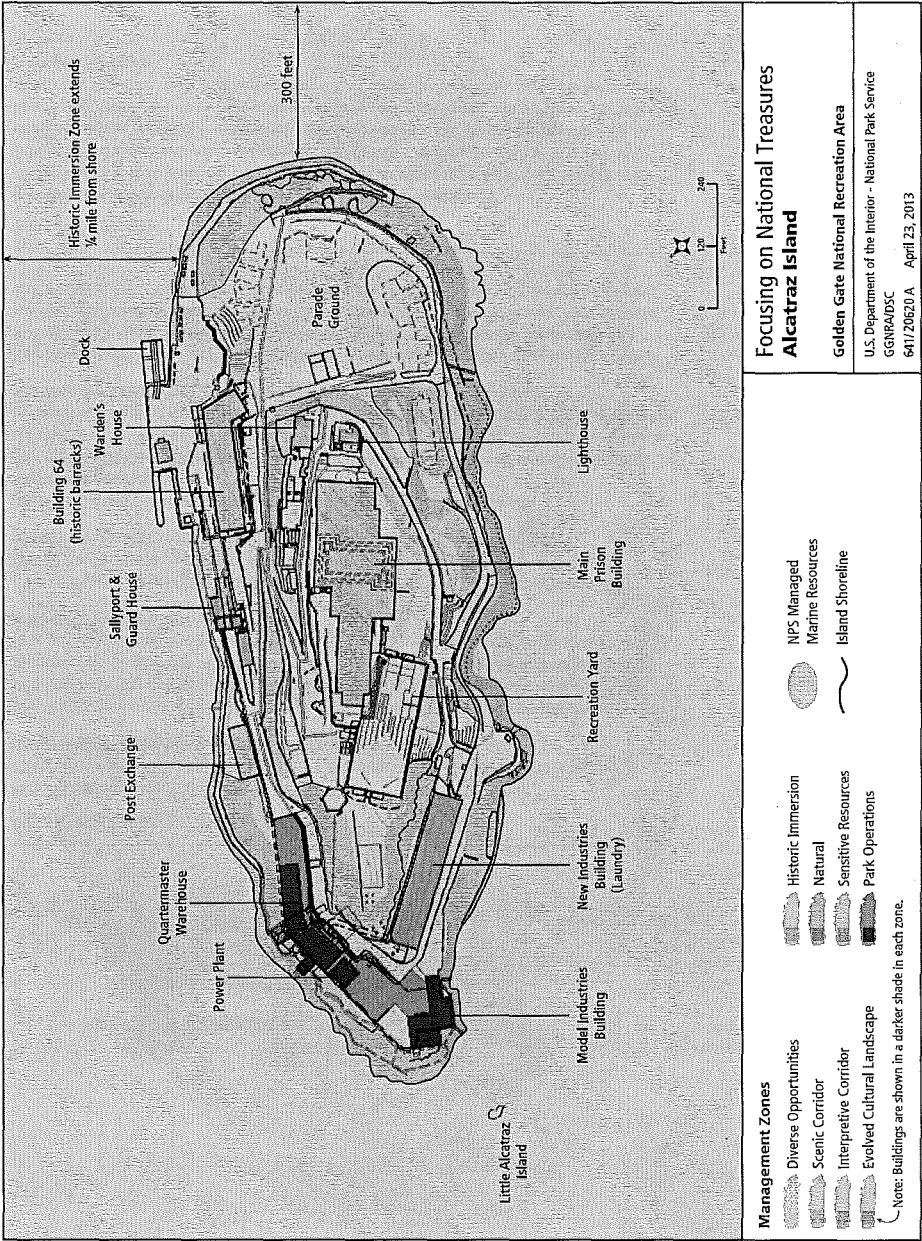 Historic Immersion Zone extends
¼ mile from shore
300 feet
Dock
Warden's
House
Building 64
(historic barracks)
Sallyport &
Guard House
Post Exchange
Quartermaster
Warehouse
Power Plant
Parade
Ground
Lighthouse
Main
Prison
Building
Recreation Yard
New Industries
Building
(Laundry)
Model Industries
Building
Little Alcatraz
Island
0 120 240
Feet
Management Zones
Diverse Opportunities
Scenic Corridor
Interpretive Corridor
Evolved Cultural Landscape
Historic Immersion
Natural
Sensitive Resources
Park Operations
NPS Managed
Marine Resources
Island Shoreline
Note: Buildings are shown in a darker shade in each zone.
Focusing on National Treasures
Alcatraz Island
Golden Gate National Recreation Area
U.S. Department of the Interior - National Park Service
GGNRA/DSC
641/20620 A April 23, 2013